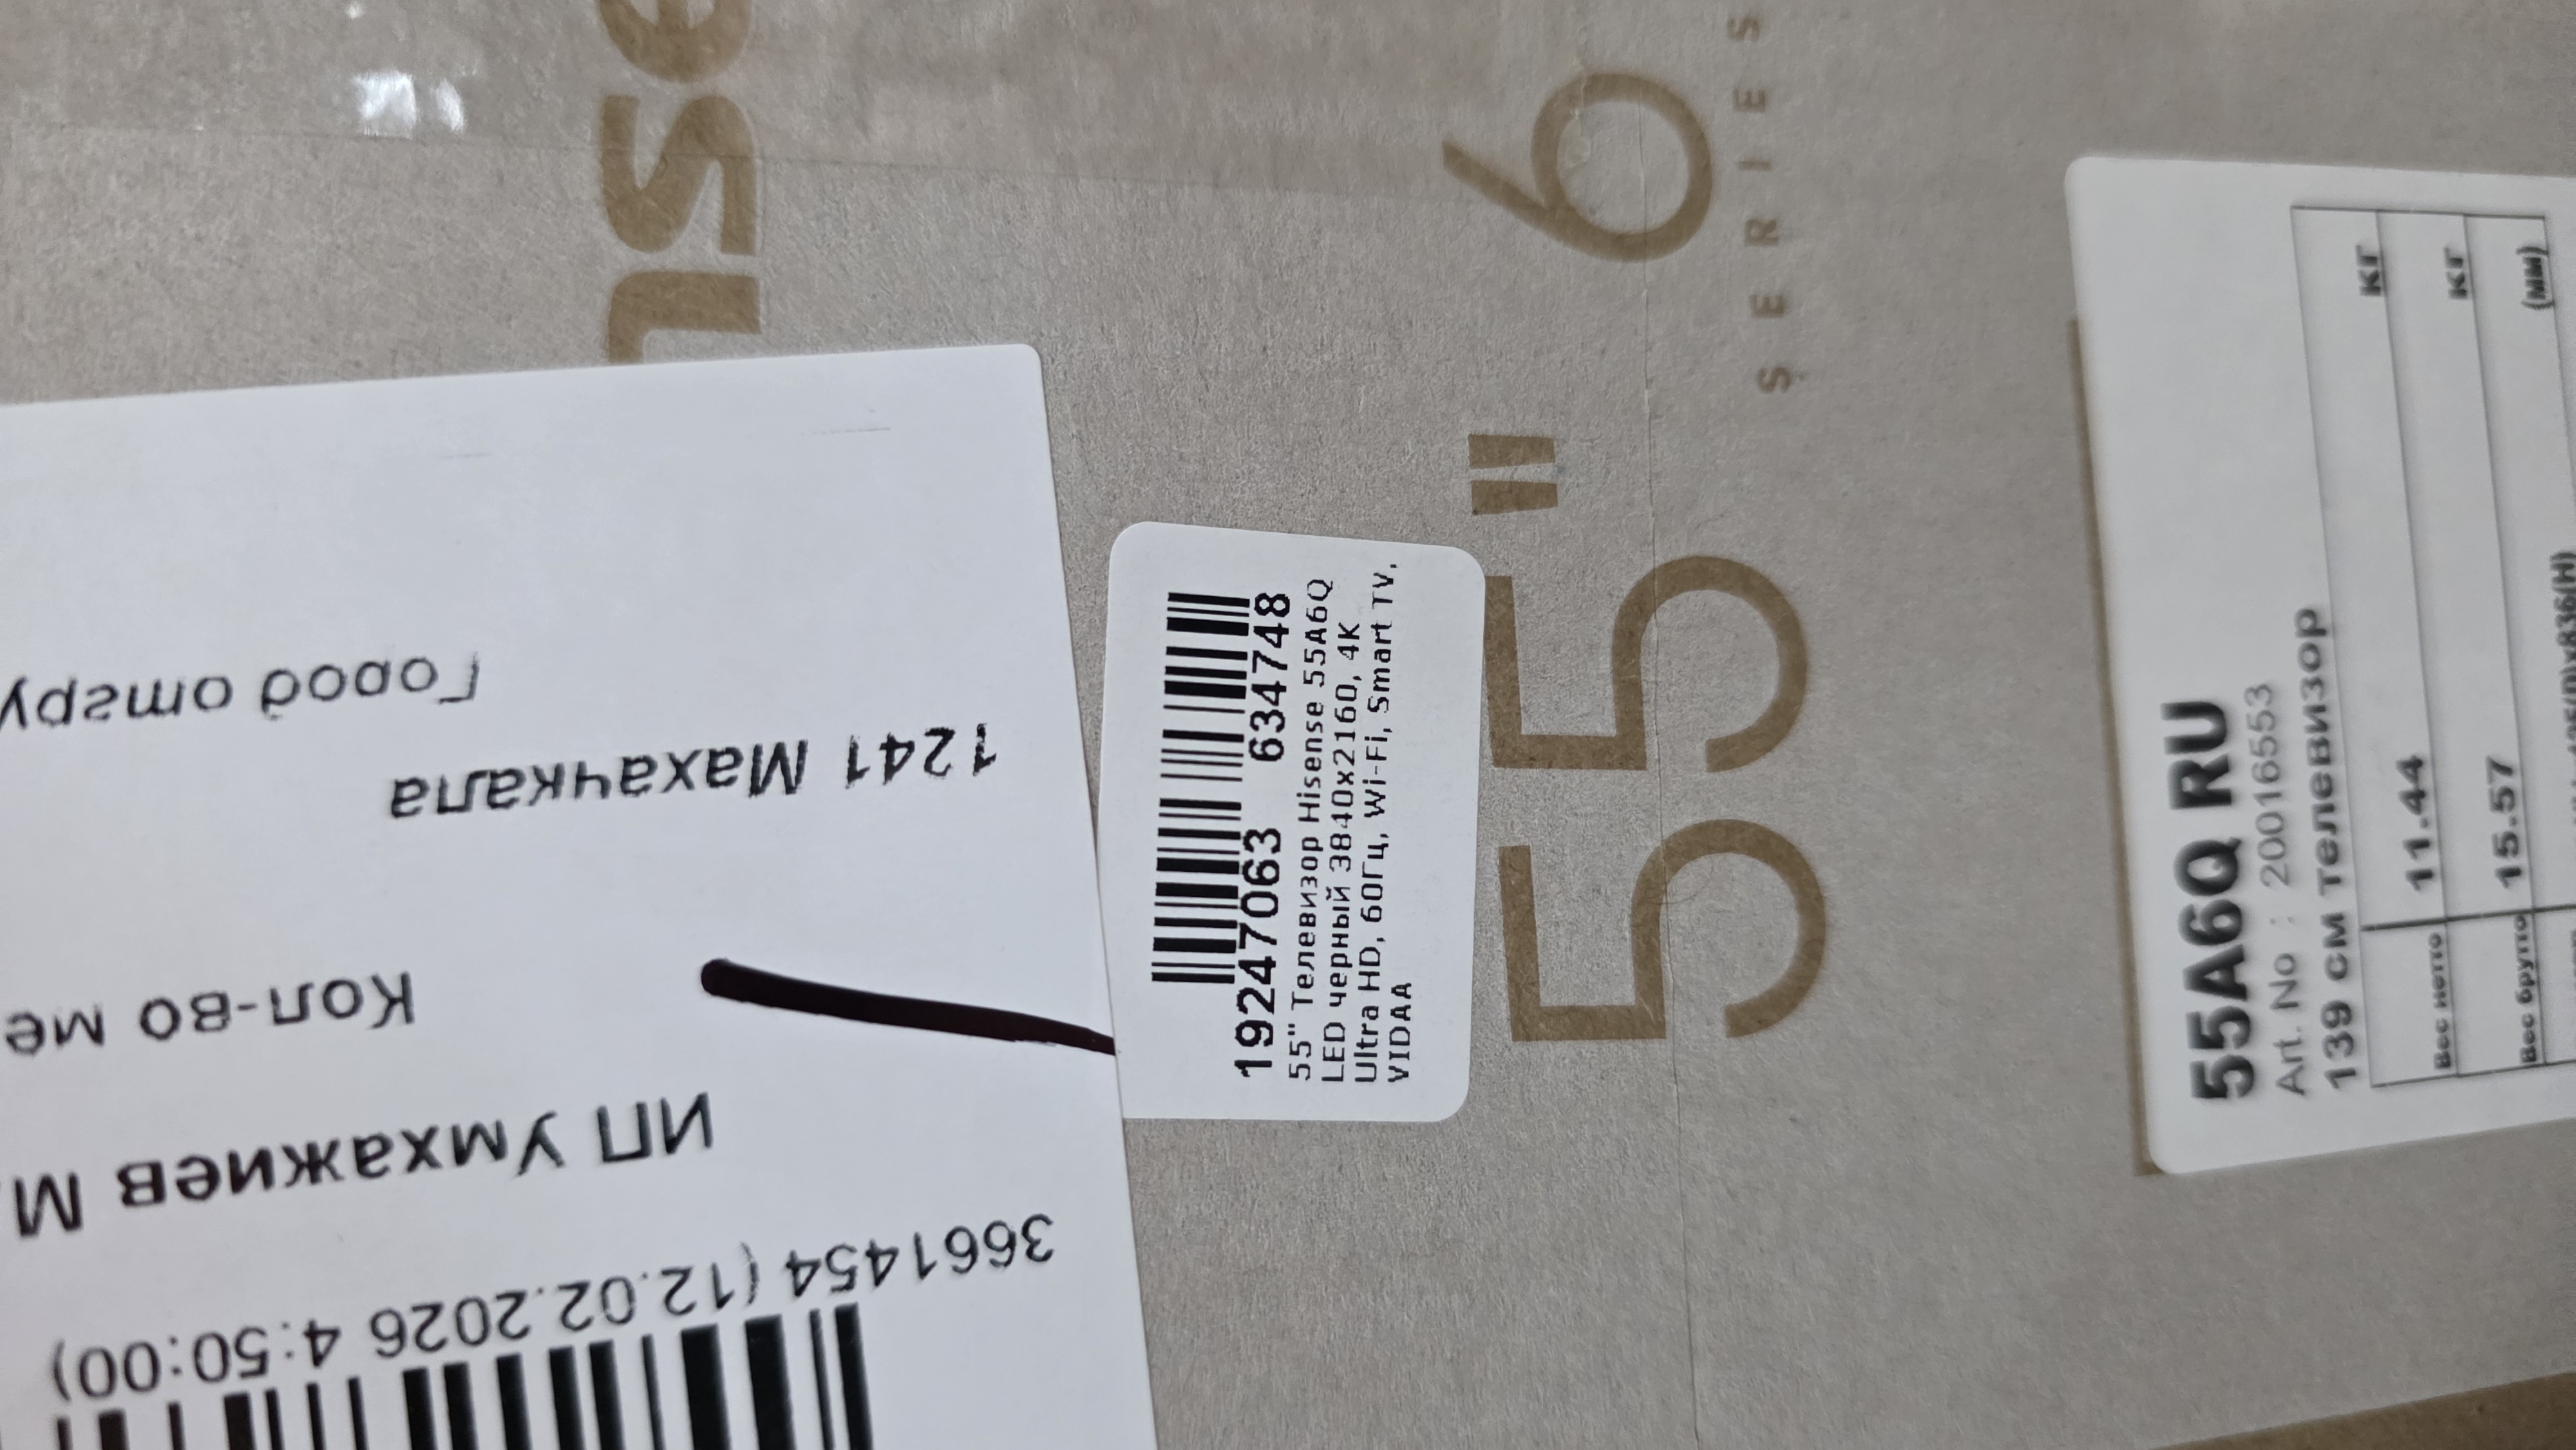 55"
6
SERIES
Город
1241 Махачкала
Кол-во
ИП Умхажиев
3661454 (12.02.2026 4:50:00)
19247063 634748
55" Телевизор Hisense 55A6Q
LED черный 3840x2160, 4K
Ultra HD, 60Гц, Wi-Fi, Smart TV,
VIDAA
55A6Q RU
Art. No : 20016553
139 см телевизор
Вес нетто 11.44 кг
Вес брутто 15.57 кг
(мм)